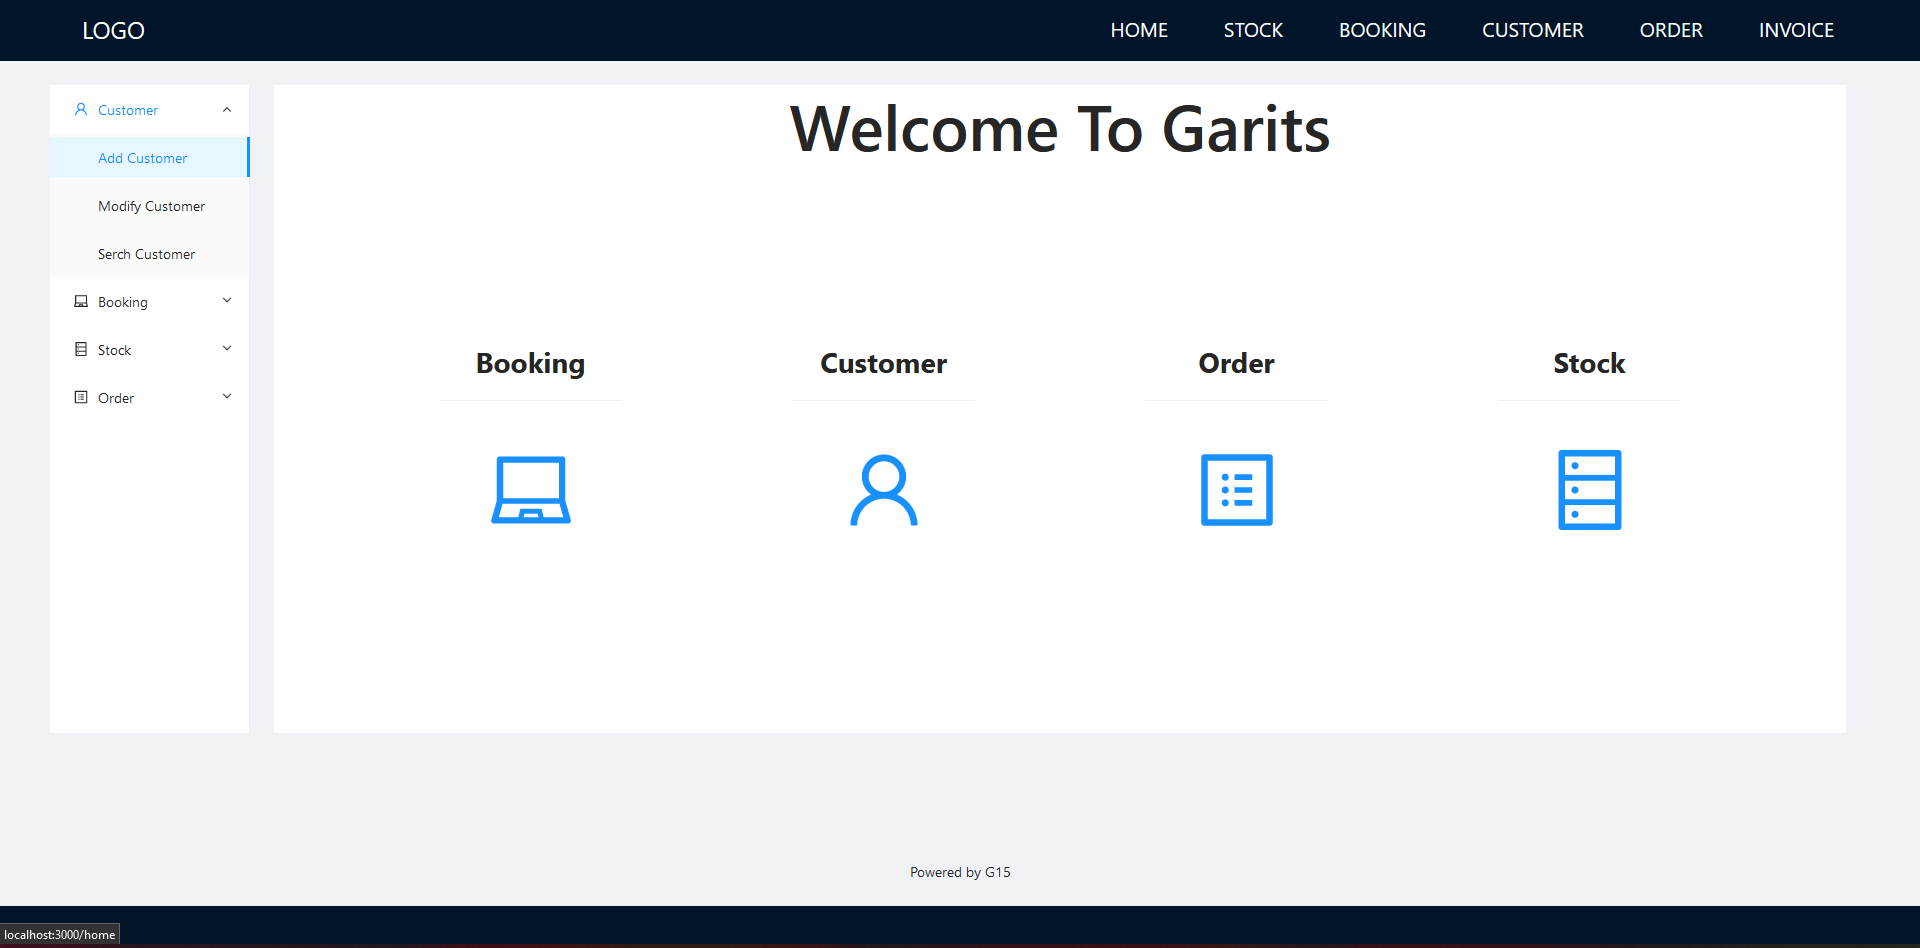 LOGO HOME STOCK BOOKING CUSTOMER ORDER INVOICE
Customer
Add Customer
Modify Customer
Serch Customer
Booking
Stock
Order
Welcome To Garits
Booking Customer Order Stock
Powered by G15
localhost:3000/home